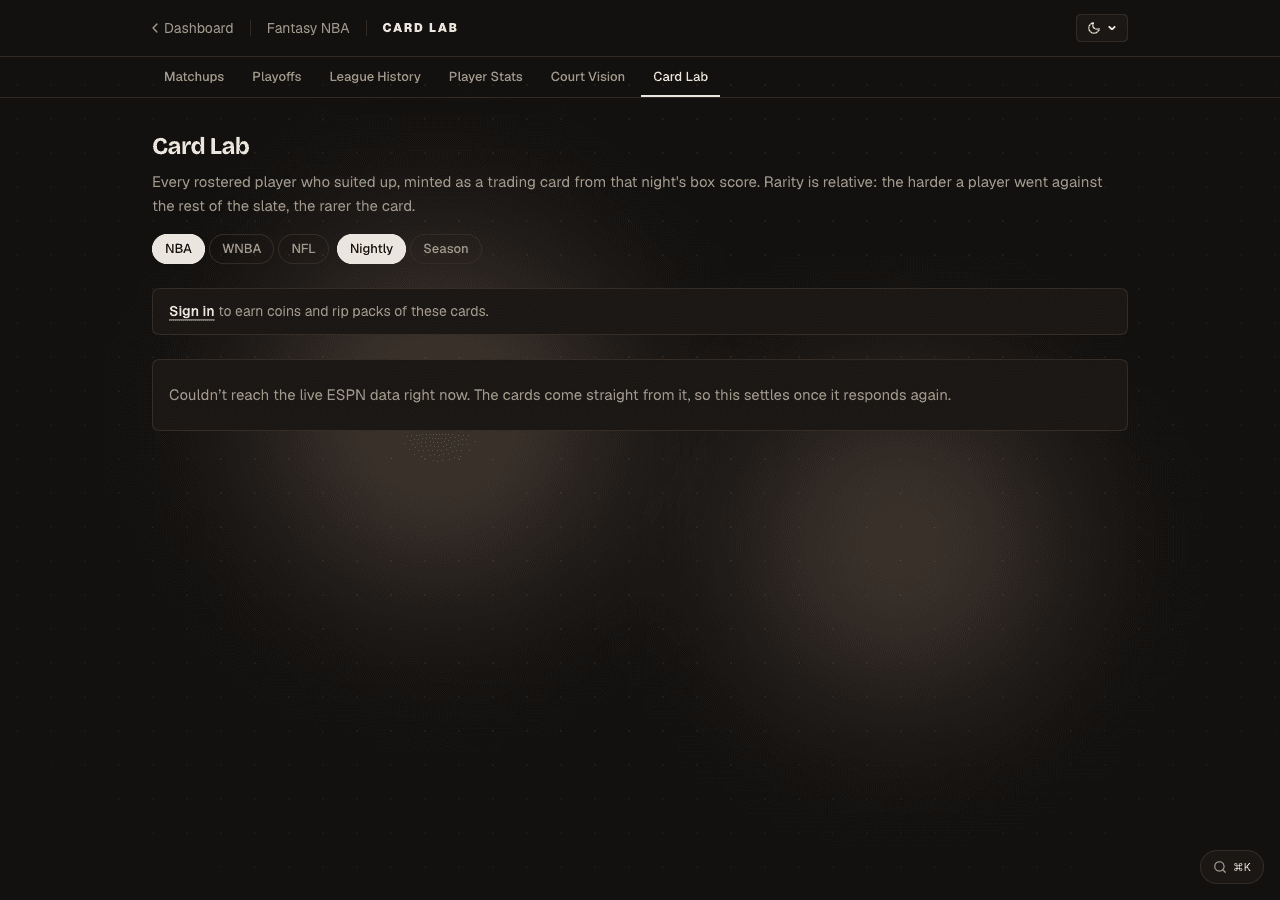 Dashboard
Fantasy NBA
CARD LAB
Matchups
Playoffs
League History
Player Stats
Court Vision
Card Lab
Card Lab
Every rostered player who suited up, minted as a trading card from that night's box score. Rarity is relative: the harder a player went against
the rest of the slate, the rarer the card.
NBA
WNBA
NFL
Nightly
Season
Sign in to earn coins and rip packs of these cards.
Couldn’t reach the live ESPN data right now. The cards come straight from it, so this settles once it responds again.
⌘K